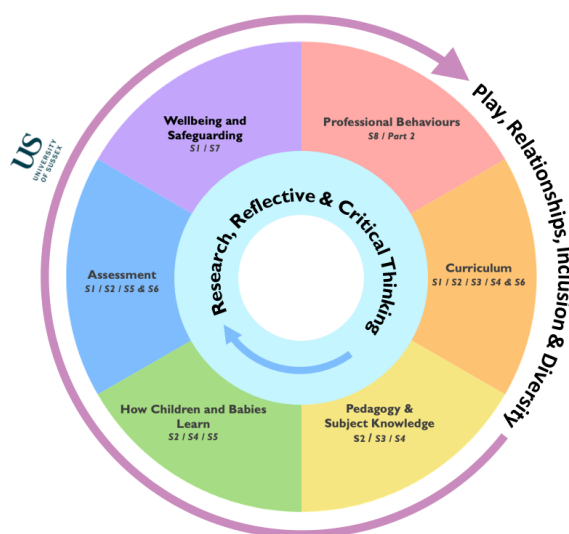 Wellbeing and
Safeguarding
S1 / S7
Professional Behaviours
S8 / Part 2
Play, Relationships, Inclusion & Diversity
US
UNIVERSITY
OF SUSSEX
Research, Reflective & Critical Thinking
Assessment
S1 / S2 / S5 & S6
Curriculum
S1 / S2 / S3 / S4 & S6
How Children and Babies
Learn
S2 / S4 / S5
Pedagogy &
Subject Knowledge
S2 / S3 / S4